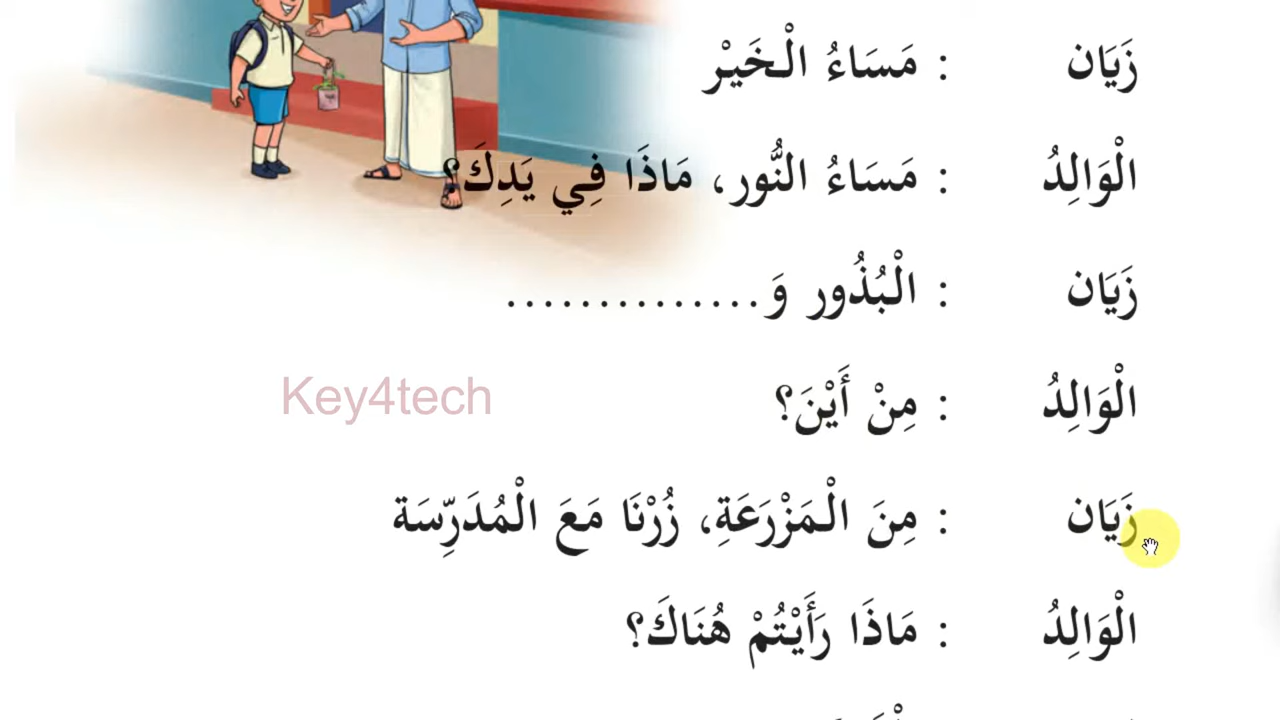 زَيَان : مَسَاءُ الْخَيْر
الْوَالِدُ : مَسَاءُ النُّور، مَاذَا فِي يَدِكَ؟
زَيَان : الْبُذُور وَ..............
الْوَالِدُ : مِنْ أَيْنَ؟
Key4tech
زَيَان : مِنَ الْمَزْرَعَةِ، زُرْنَا مَعَ الْمُدَرِّسَة
الْوَالِدُ : مَاذَا رَأَيْتُمْ هُنَاكَ؟